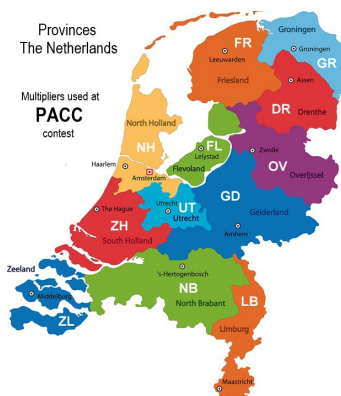 Provinces
The Netherlands
Multipliers used at
PACC
contest
FR
Leeuwarden
Friesland
Groningen
Groningen
GR
Assen
DR
Drenthe
North Holland
NH
Haarlem
Amsterdam
FL
Lelystad
Flevoland
Zwolle
OV
Overijssel
UT
Utrecht
Utrecht
GD
Gelderland
Arnhem
The Hague
ZH
South Holland
Zeeland
Middelburg
ZL
's-Hertogenbosch
NB
North Brabant
LB
Limburg
Maastricht